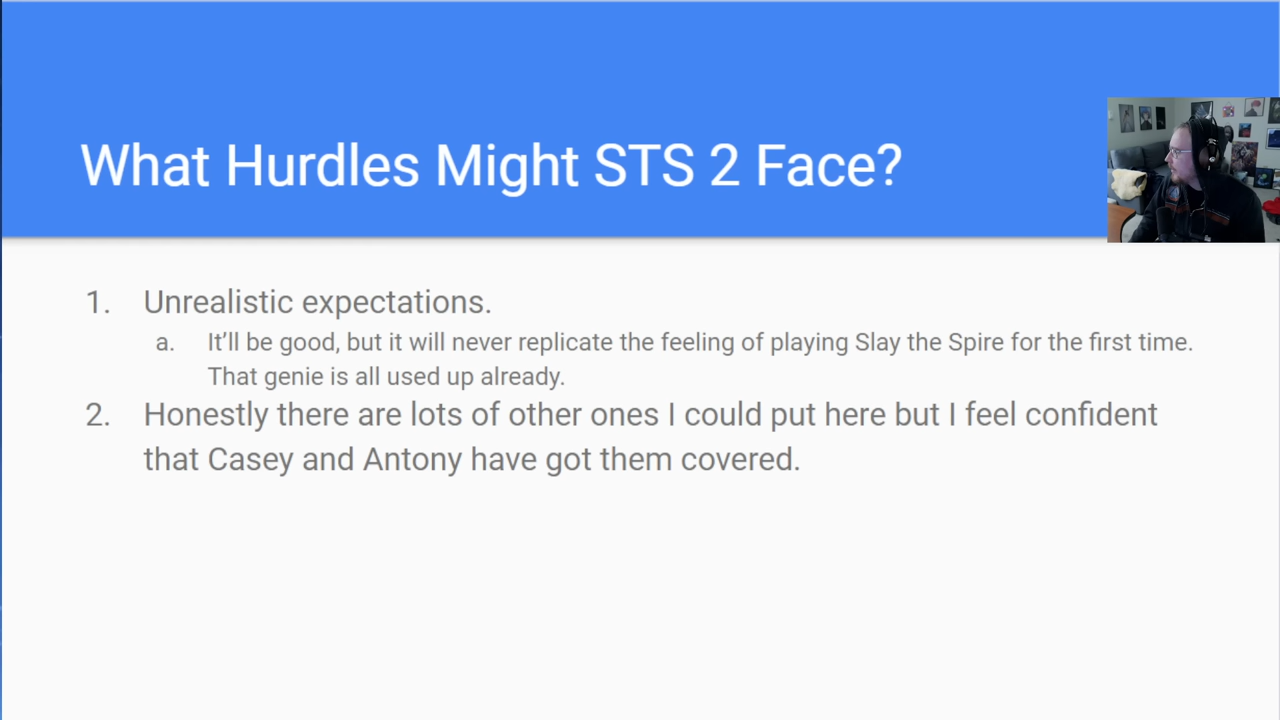 What Hurdles Might STS 2 Face?
1. Unrealistic expectations.
a. It’ll be good, but it will never replicate the feeling of playing Slay the Spire for the first time.
That genie is all used up already.
2. Honestly there are lots of other ones I could put here but I feel confident
that Casey and Antony have got them covered.